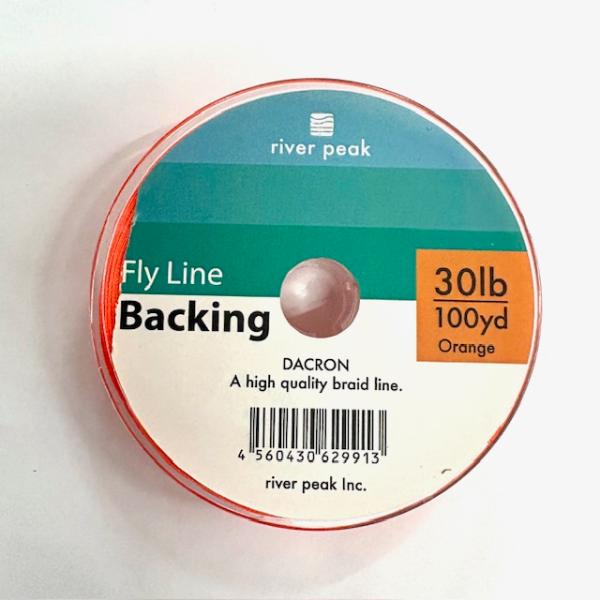 river peak
Fly Line
Backing
30lb
100yd
Orange
DACRON
A high quality braid line.
4 560430 629913
river peak Inc.